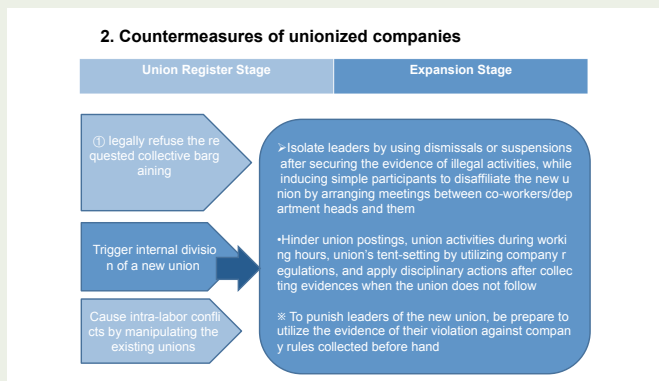 2. Countermeasures of unionized companies
Union Register Stage
Expansion Stage
① legally refuse the re
quested collective barg
aining
Trigger internal divisio
n of a new union
Cause intra-labor confli
cts by manipulating the
existing unions
➢Isolate leaders by using dismissals or suspensions
after securing the evidence of illegal activities, while
inducing simple participants to disaffiliate the new u
nion by arranging meetings between co-workers/dep
artment heads and them
•Hinder union postings, union activities during worki
ng hours, union’s tent-setting by utilizing company r
egulations, and apply disciplinary actions after collec
ting evidences when the union does not follow
※ To punish leaders of the new union, be prepare to
utilize the evidence of their violation against compan
y rules collected before hand